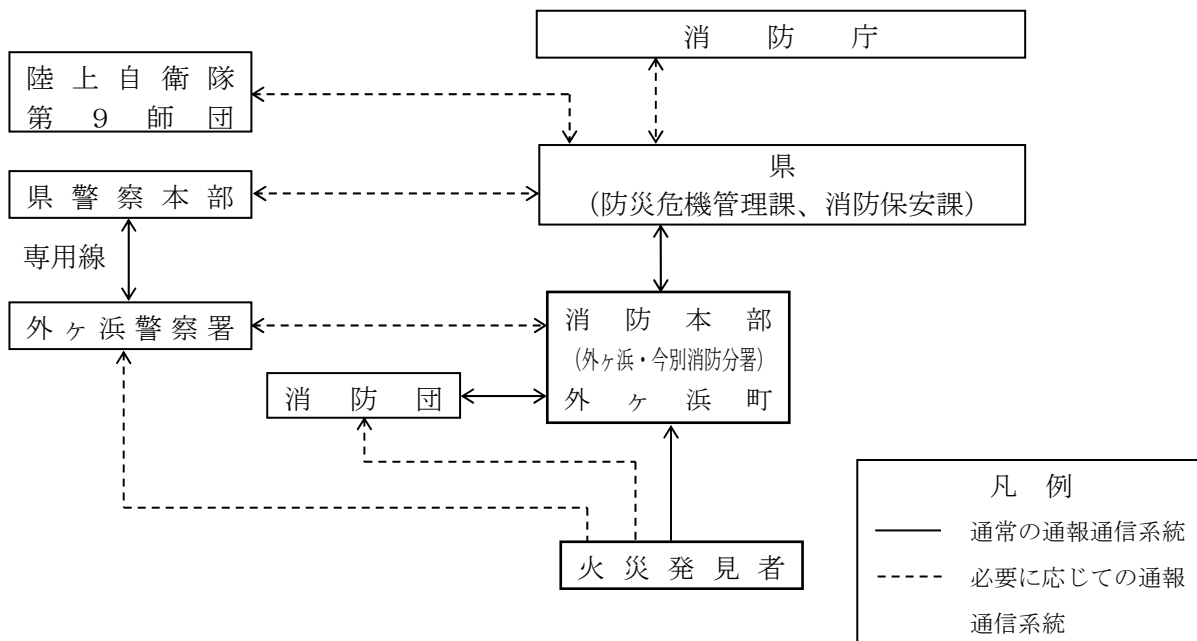 消防庁
陸上自衛隊
第９師団
県
（防災危機管理課、消防保安課）
県警察本部
専用線
外ヶ浜警察署
消防本部
（外ヶ浜・今別消防分署）
外ヶ浜町
消防団
火災発見者
凡例
通常の通報通信系統
必要に応じての通報
通信系統